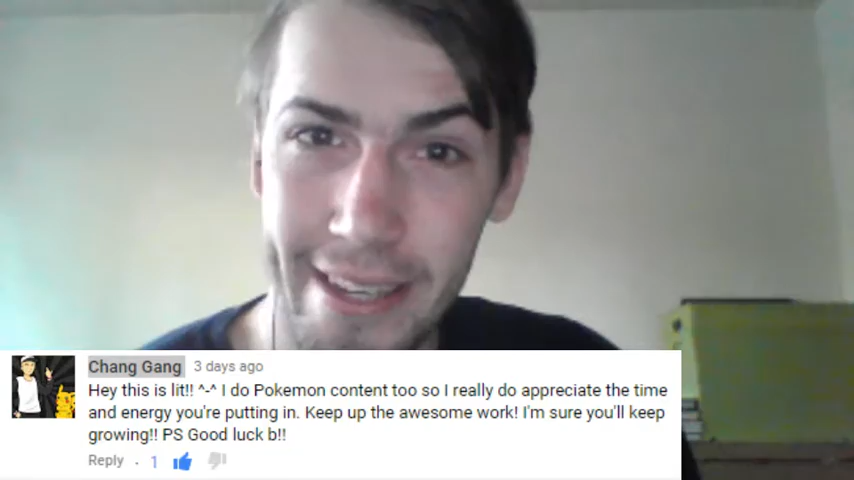 Chang Gang 3 days ago
Hey this is lit!! ^-^ I do Pokemon content too so I really do appreciate the time
and energy you're putting in. Keep up the awesome work! I'm sure you'll keep
growing!! PS Good luck b!!
Reply · 1